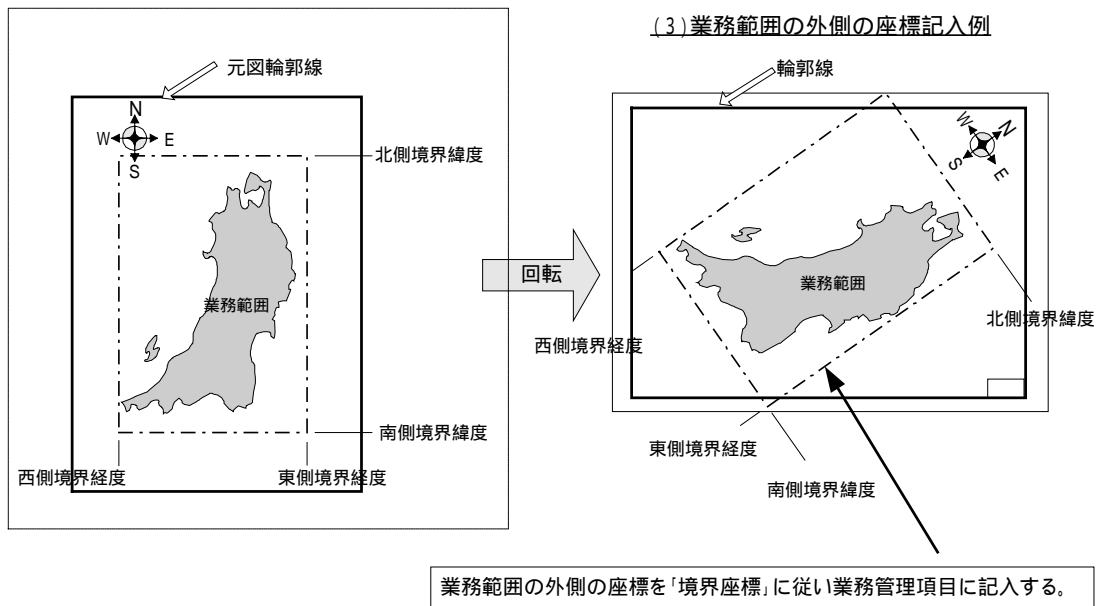 (3)業務範囲の外側の座標記入例
元図輪郭線
N
W
E
S
北側境界緯度
業務範囲
南側境界緯度
西側境界経度
東側境界経度
回転
輪郭線
W
N
S
E
業務範囲
北側境界緯度
西側境界経度
東側境界経度
南側境界緯度
業務範囲の外側の座標を「境界座標」に従い業務管理項目に記入する。